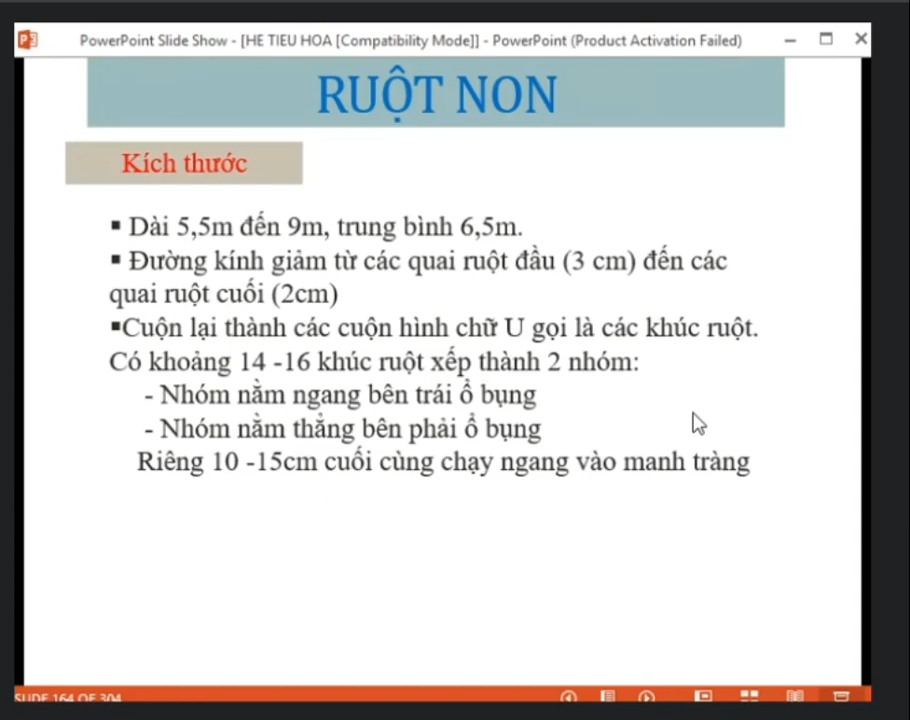 PowerPoint Slide Show - [HE TIEU HOA [Compatibility Mode]] - PowerPoint (Product Activation Failed)
RUỘT NON
Kích thước
▪ Dài 5,5m đến 9m, trung bình 6,5m.
▪ Đường kính giảm từ các quai ruột đầu (3 cm) đến các
quai ruột cuối (2cm)
▪Cuộn lại thành các cuộn hình chữ U gọi là các khúc ruột.
Có khoảng 14 -16 khúc ruột xếp thành 2 nhóm:
- Nhóm nằm ngang bên trái ổ bụng
- Nhóm nằm thẳng bên phải ổ bụng
Riêng 10 -15cm cuối cùng chạy ngang vào manh tràng
SLIDE 164 OF 304